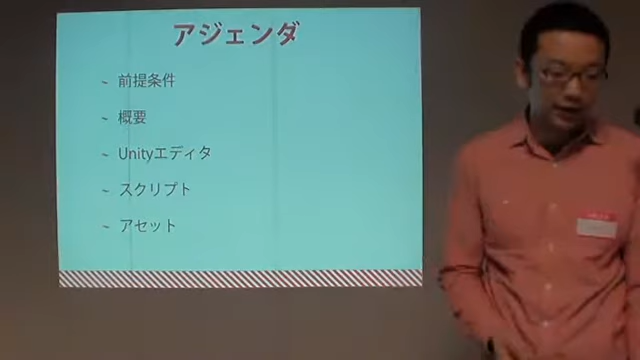 アジェンダ
~ 前提条件
~ 概要
~ Unityエディタ
~ スクリプト
~ アセット